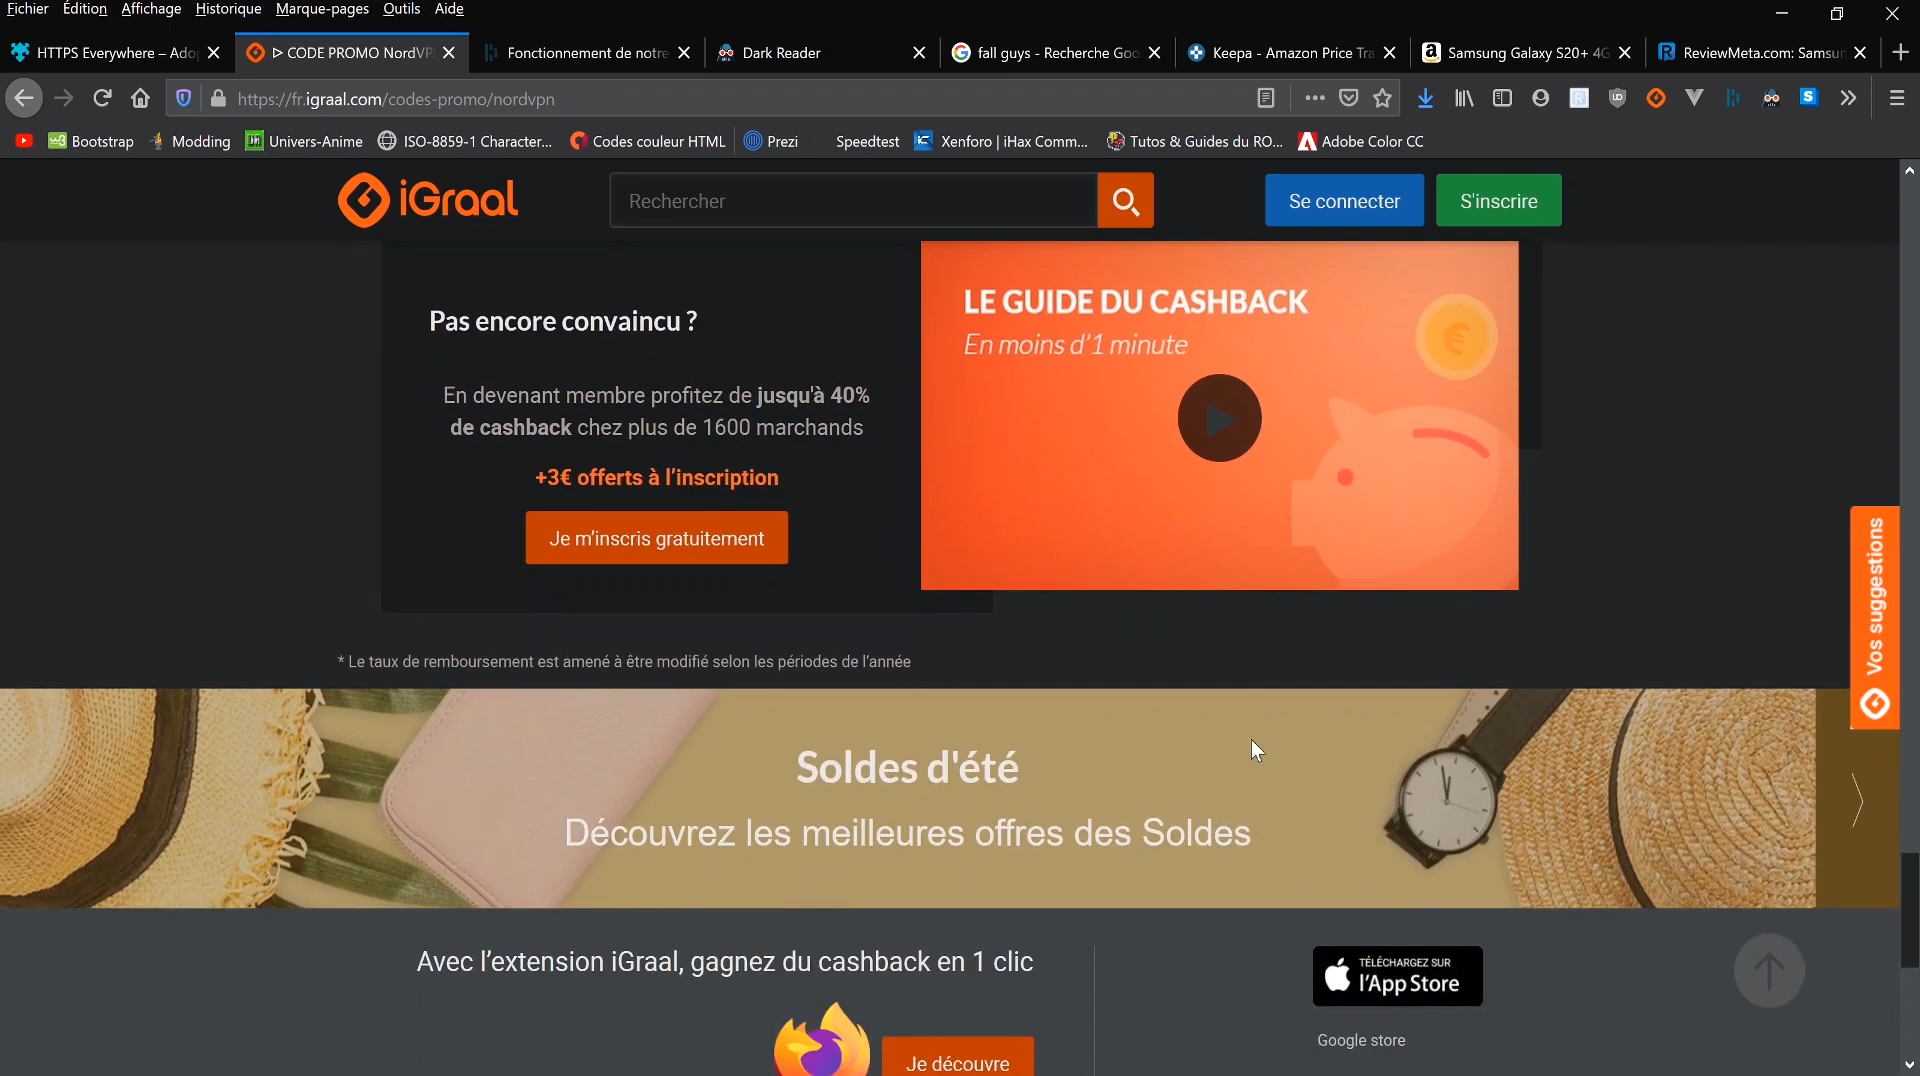 Fichier Édition Affichage Historique Marque-pages Outils Aide
HTTPS Everywhere – Ado
▷ CODE PROMO NordVP
Fonctionnement de notre
Dark Reader
fall guys - Recherche Goo
Keepa - Amazon Price Tra
Samsung Galaxy S20+ 4G
ReviewMeta.com: Samsun
https://fr.igraal.com/codes-promo/nordvpn
Bootstrap Modding Univers-Anime ISO-8859-1 Character... Codes couleur HTML Prezi Speedtest Xenforo | iHax Comm... Tutos & Guides du RO... Adobe Color CC
iGraal
Rechercher
Se connecter
S'inscrire
Pas encore convaincu ?
En devenant membre profitez de jusqu'à 40%
de cashback chez plus de 1600 marchands
+3€ offerts à l'inscription
Je m'inscris gratuitement
LE GUIDE DU CASHBACK
En moins d'1 minute
€
Vos suggestions
* Le taux de remboursement est amené à être modifié selon les périodes de l'année
Soldes d'été
Découvrez les meilleures offres des Soldes
Avec l'extension iGraal, gagnez du cashback en 1 clic
Je découvre
TÉLÉCHARGEZ SUR
l'App Store
Google store